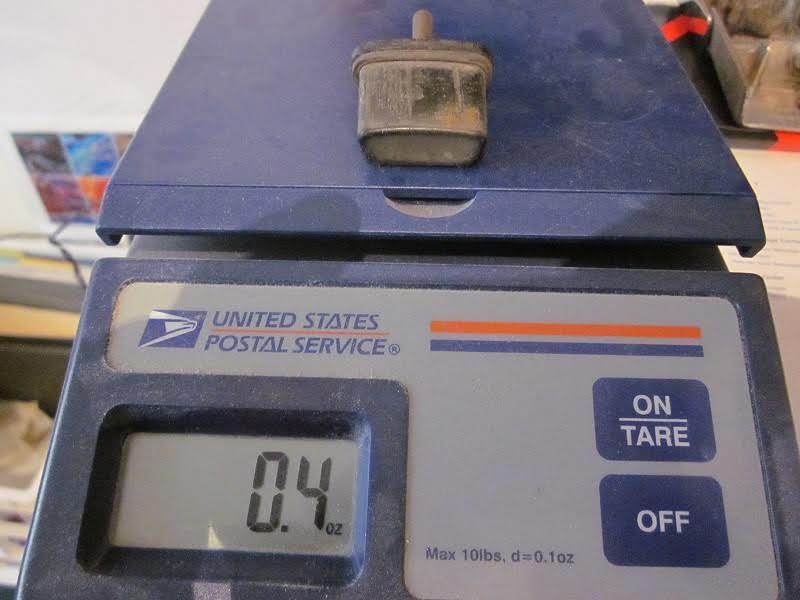 UNITED STATES
POSTAL SERVICE®
ON
TARE
0.4 OZ
OFF
Max 10lbs, d=0.1oz